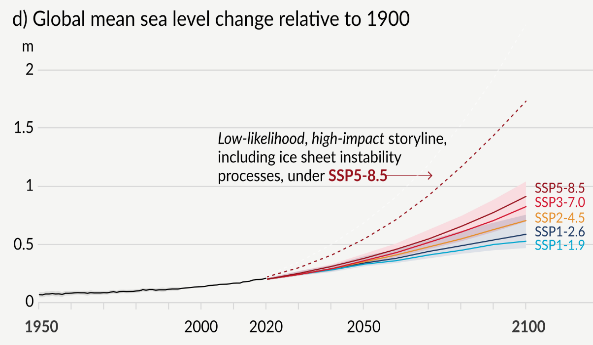 d) Global mean sea level change relative to 1900
m
2
1.5
Low-likelihood, high-impact storyline,
including ice sheet instability
processes, under SSP5-8.5
1
SSP5-8.5
SSP3-7.0
SSP2-4.5
SSP1-2.6
SSP1-1.9
0.5
0
1950 2000 2020 2050 2100